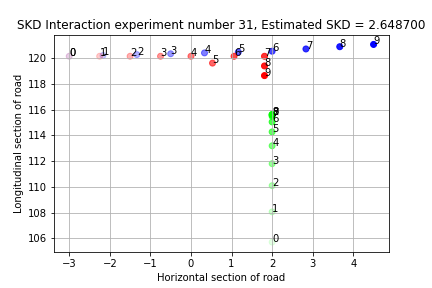 SKD Interaction experiment number 31, Estimated SKD = 2.648700
Longitudinal section of road
120
118
116
114
112
110
108
106
0 1 2 3 4 5 6 7 8 9
0 1 2 3 4 5 6 7 8 9
0 1 2 3 4 5 6 8
−3 −2 −1 0 1 2 3 4
Horizontal section of road